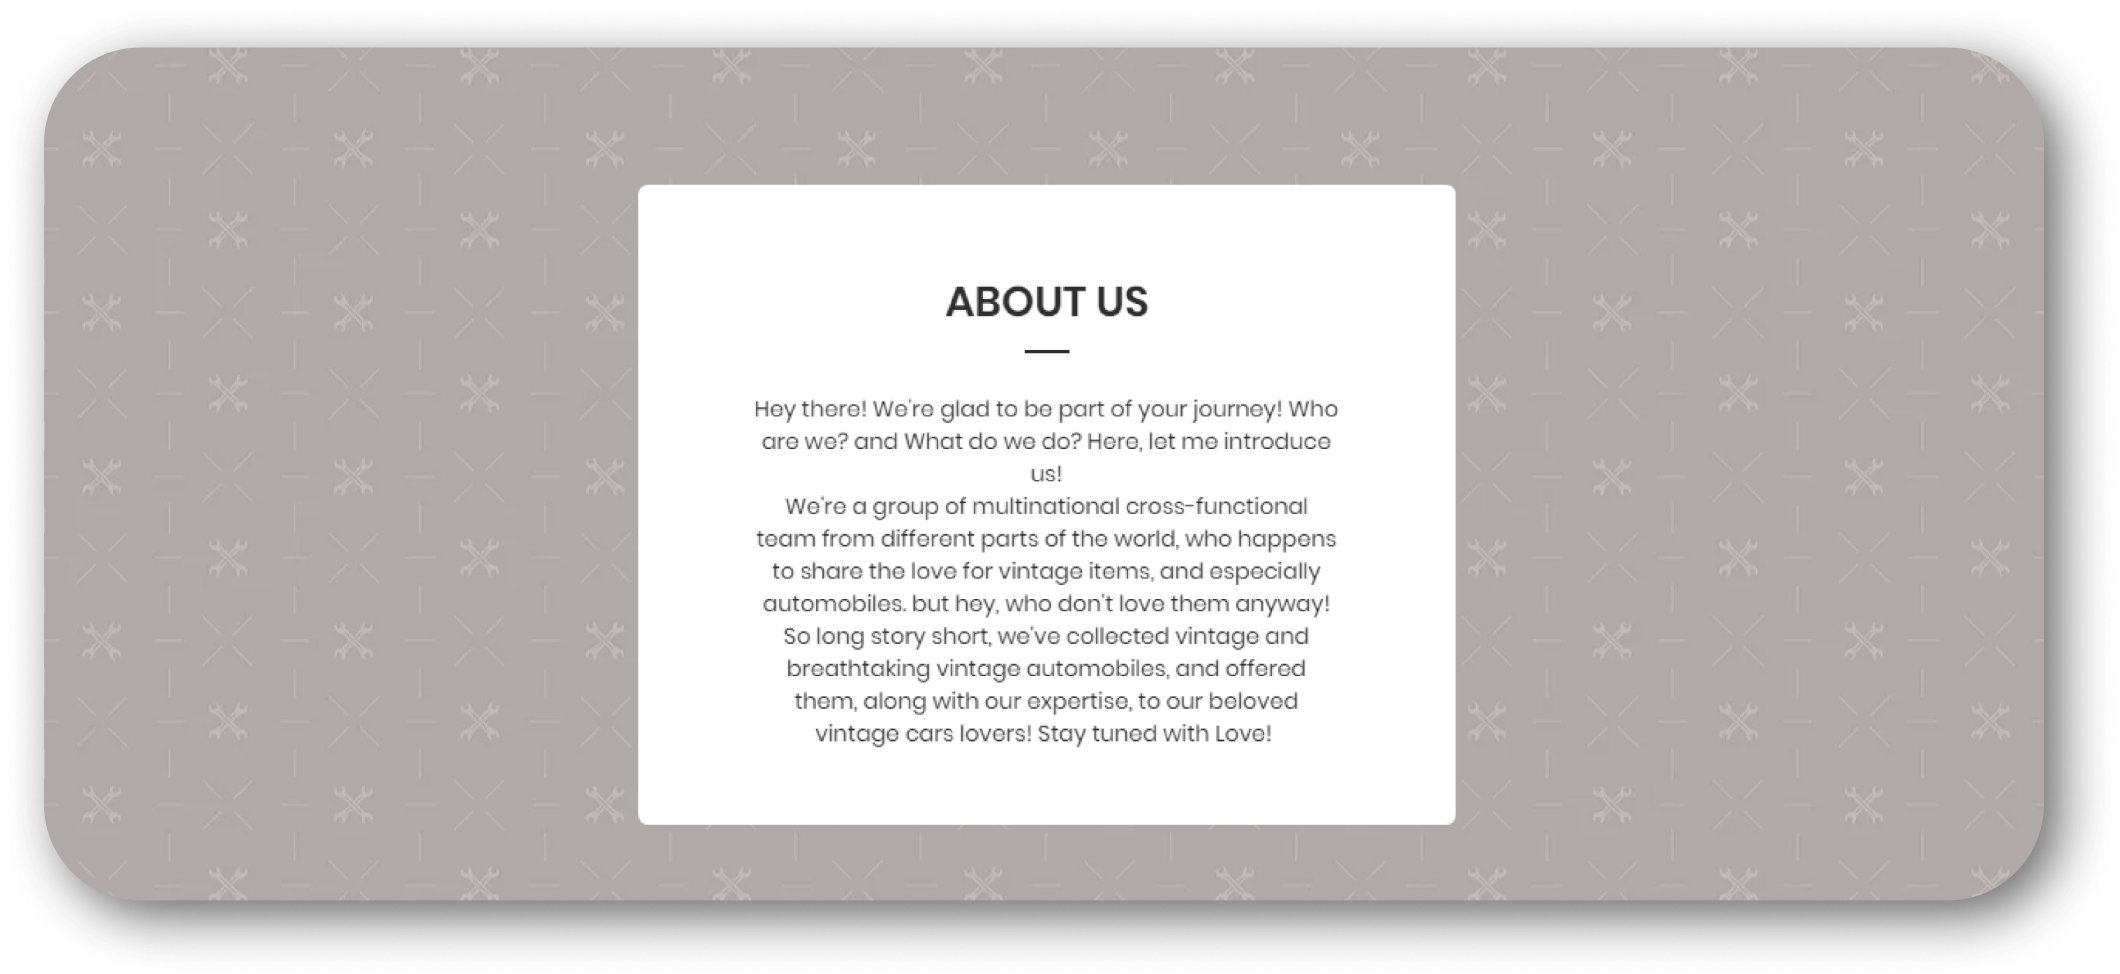 ABOUT US
Hey there! We're glad to be part of your journey! Who
are we? and What do we do? Here, let me introduce
us!
We're a group of multinational cross-functional
team from different parts of the world, who happens
to share the love for vintage items, and especially
automobiles. but hey, who don't love them anyway!
So long story short, we've collected vintage and
breathtaking vintage automobiles, and offered
them, along with our expertise, to our beloved
vintage cars lovers! Stay tuned with Love!